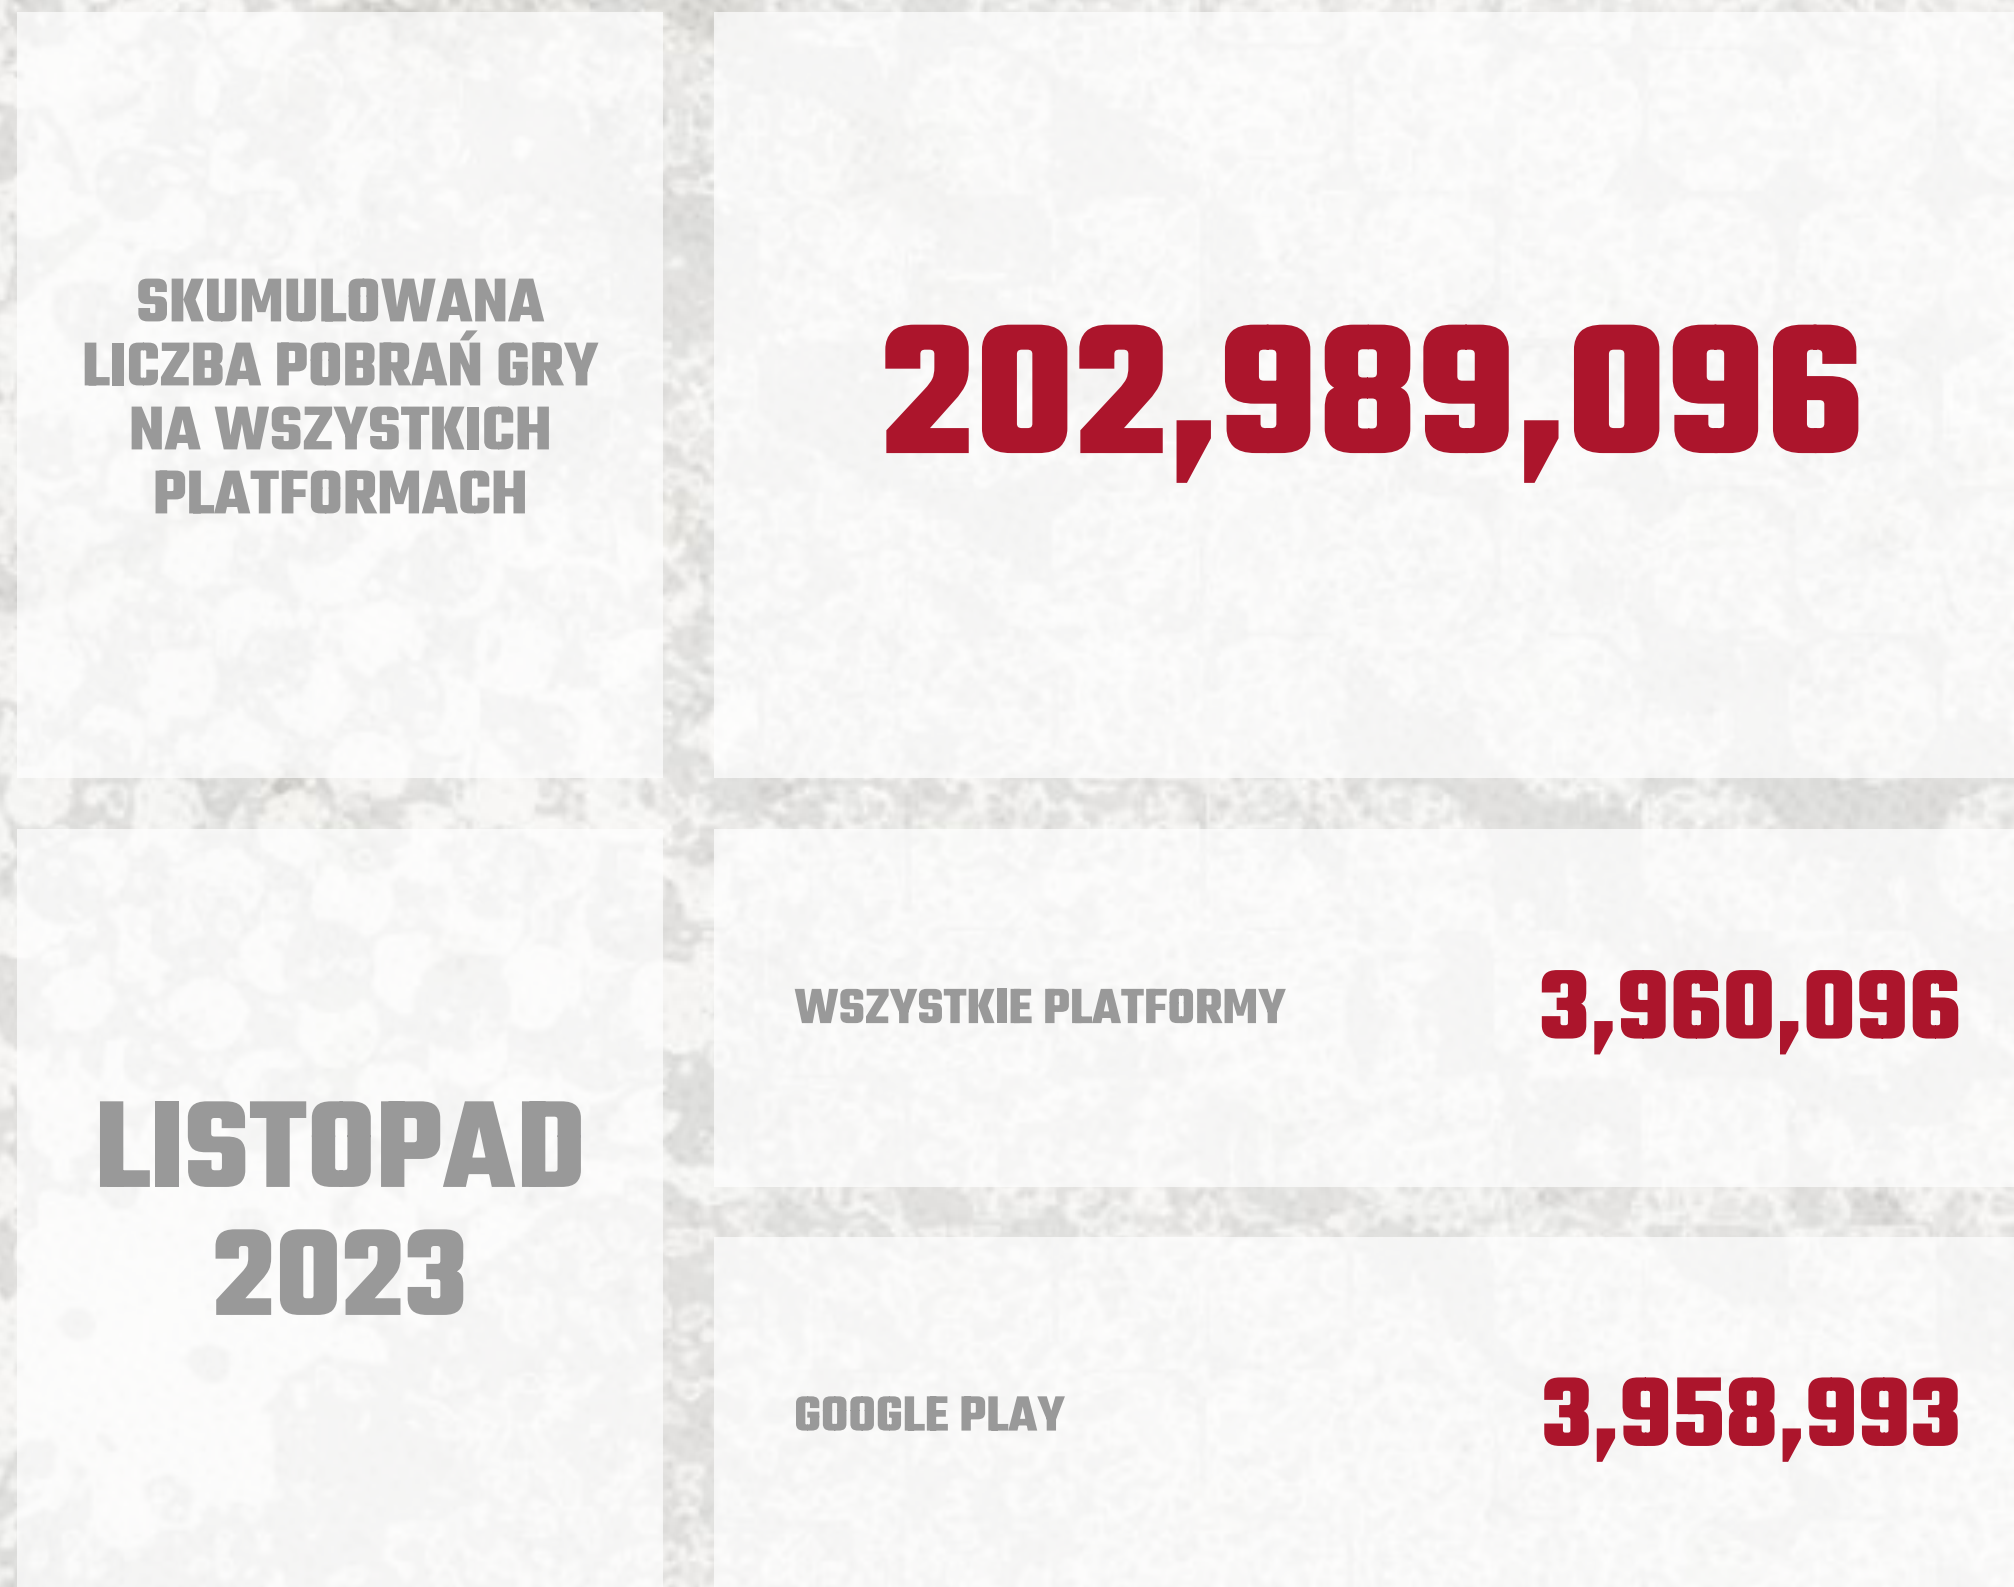 SKUMULOWANA
LICZBA POBRAŃ GRY
NA WSZYSTKICH
PLATFORMACH
202,989,096
LISTOPAD
2023
WSZYSTKIE PLATFORMY
3,960,096
GOOGLE PLAY
3,958,993